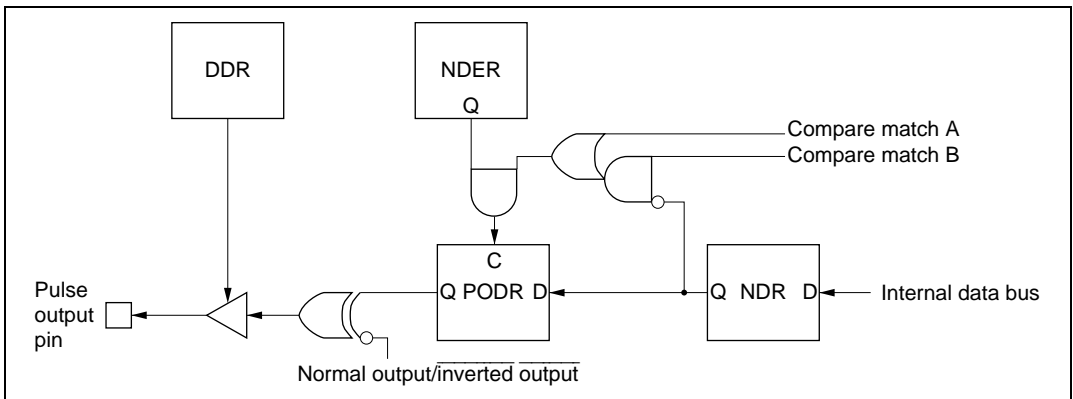 DDR
NDER
Q
Compare match A
Compare match B
C
Q PODR D
Q NDR D
Internal data bus
Pulse
output
pin
Normal output/inverted output